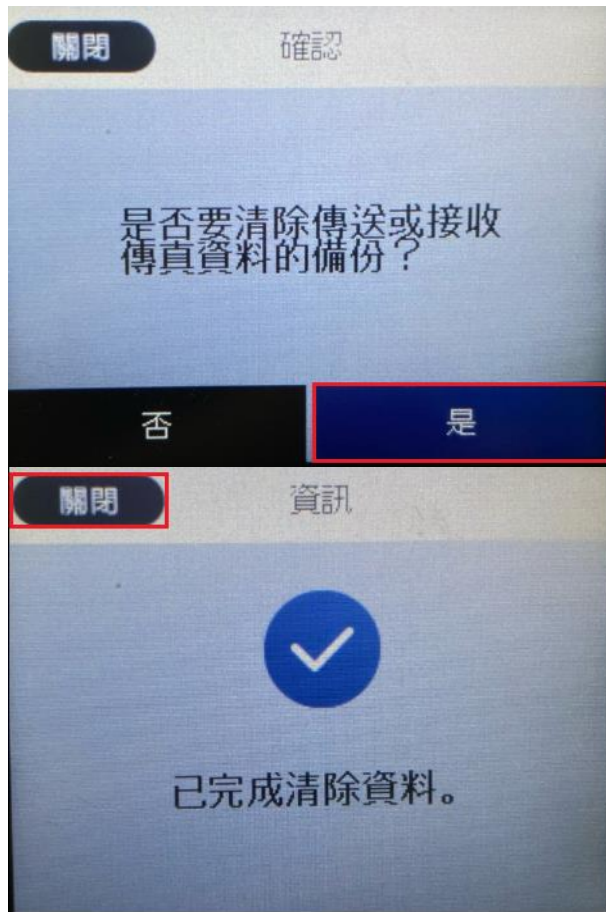 關閉
確認
是否要清除傳送或接收
傳真資料的備份？
否
是
關閉
資訊
已完成清除資料。